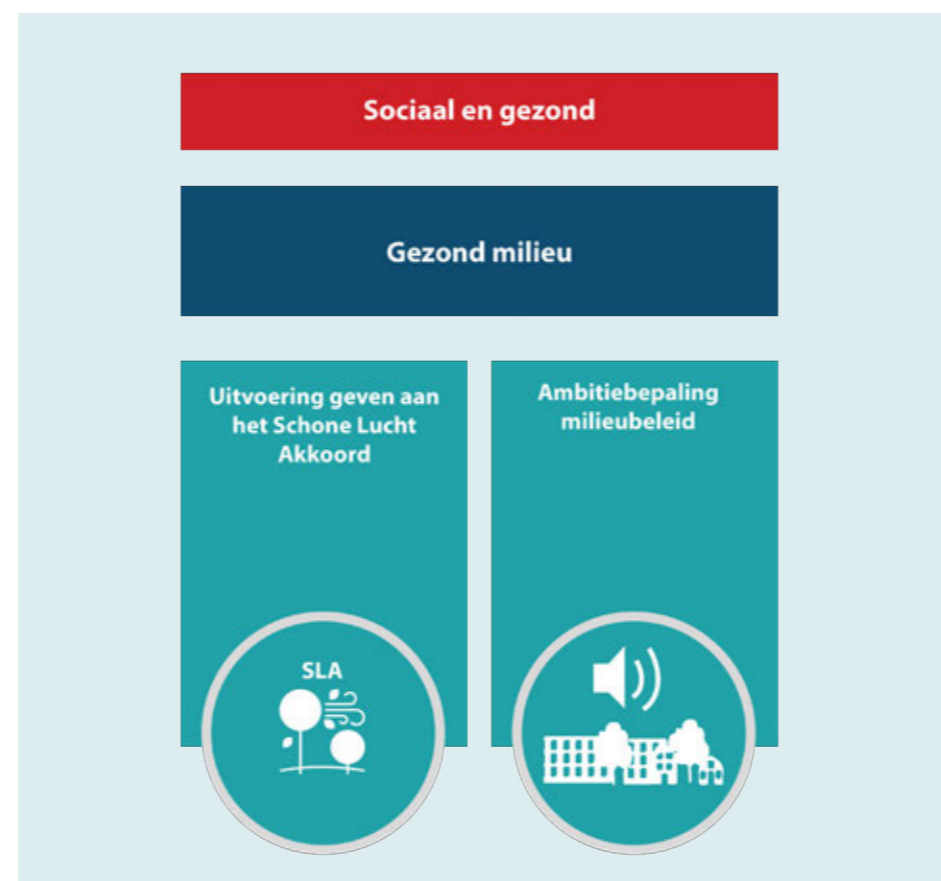 Sociaal en gezond
Gezond milieu
Uitvoering geven aan
het Schone Lucht
Akkoord
Ambitiebepaling
milieubeleid
SLA